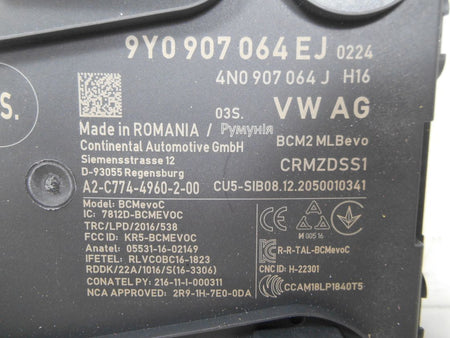 9Y0 907 064 EJ 0224
4N0 907 064 J H16
S.
03S. VW AG
Made in ROMANIA / Румунія
Continental Automotive GmbH
BCM2 MLBevo
Siemensstrasse 12
D-93055 Regensburg
CRMZDSS1
A2-C774-4960-2-00
CU5-SIB08.12.2050010341
Model: BCMevoC
IC: 7812D-BCMEVOC
TRC/LPD/2016/538
FCC ID: KR5-BCMEVOC
Anatel: 05531-16-02149
IFETEL: RLVCOBC16-1823
RDDK/22A/1016/S(16-3306)
CONATEL PY: 216-11-I-000311
NCA APPROVED: 2R9-1H-7E0-0DA
И 005 16
R-R-TAL-BCMevoC
CNC ID: H-22301
CCAM18LP1840T5